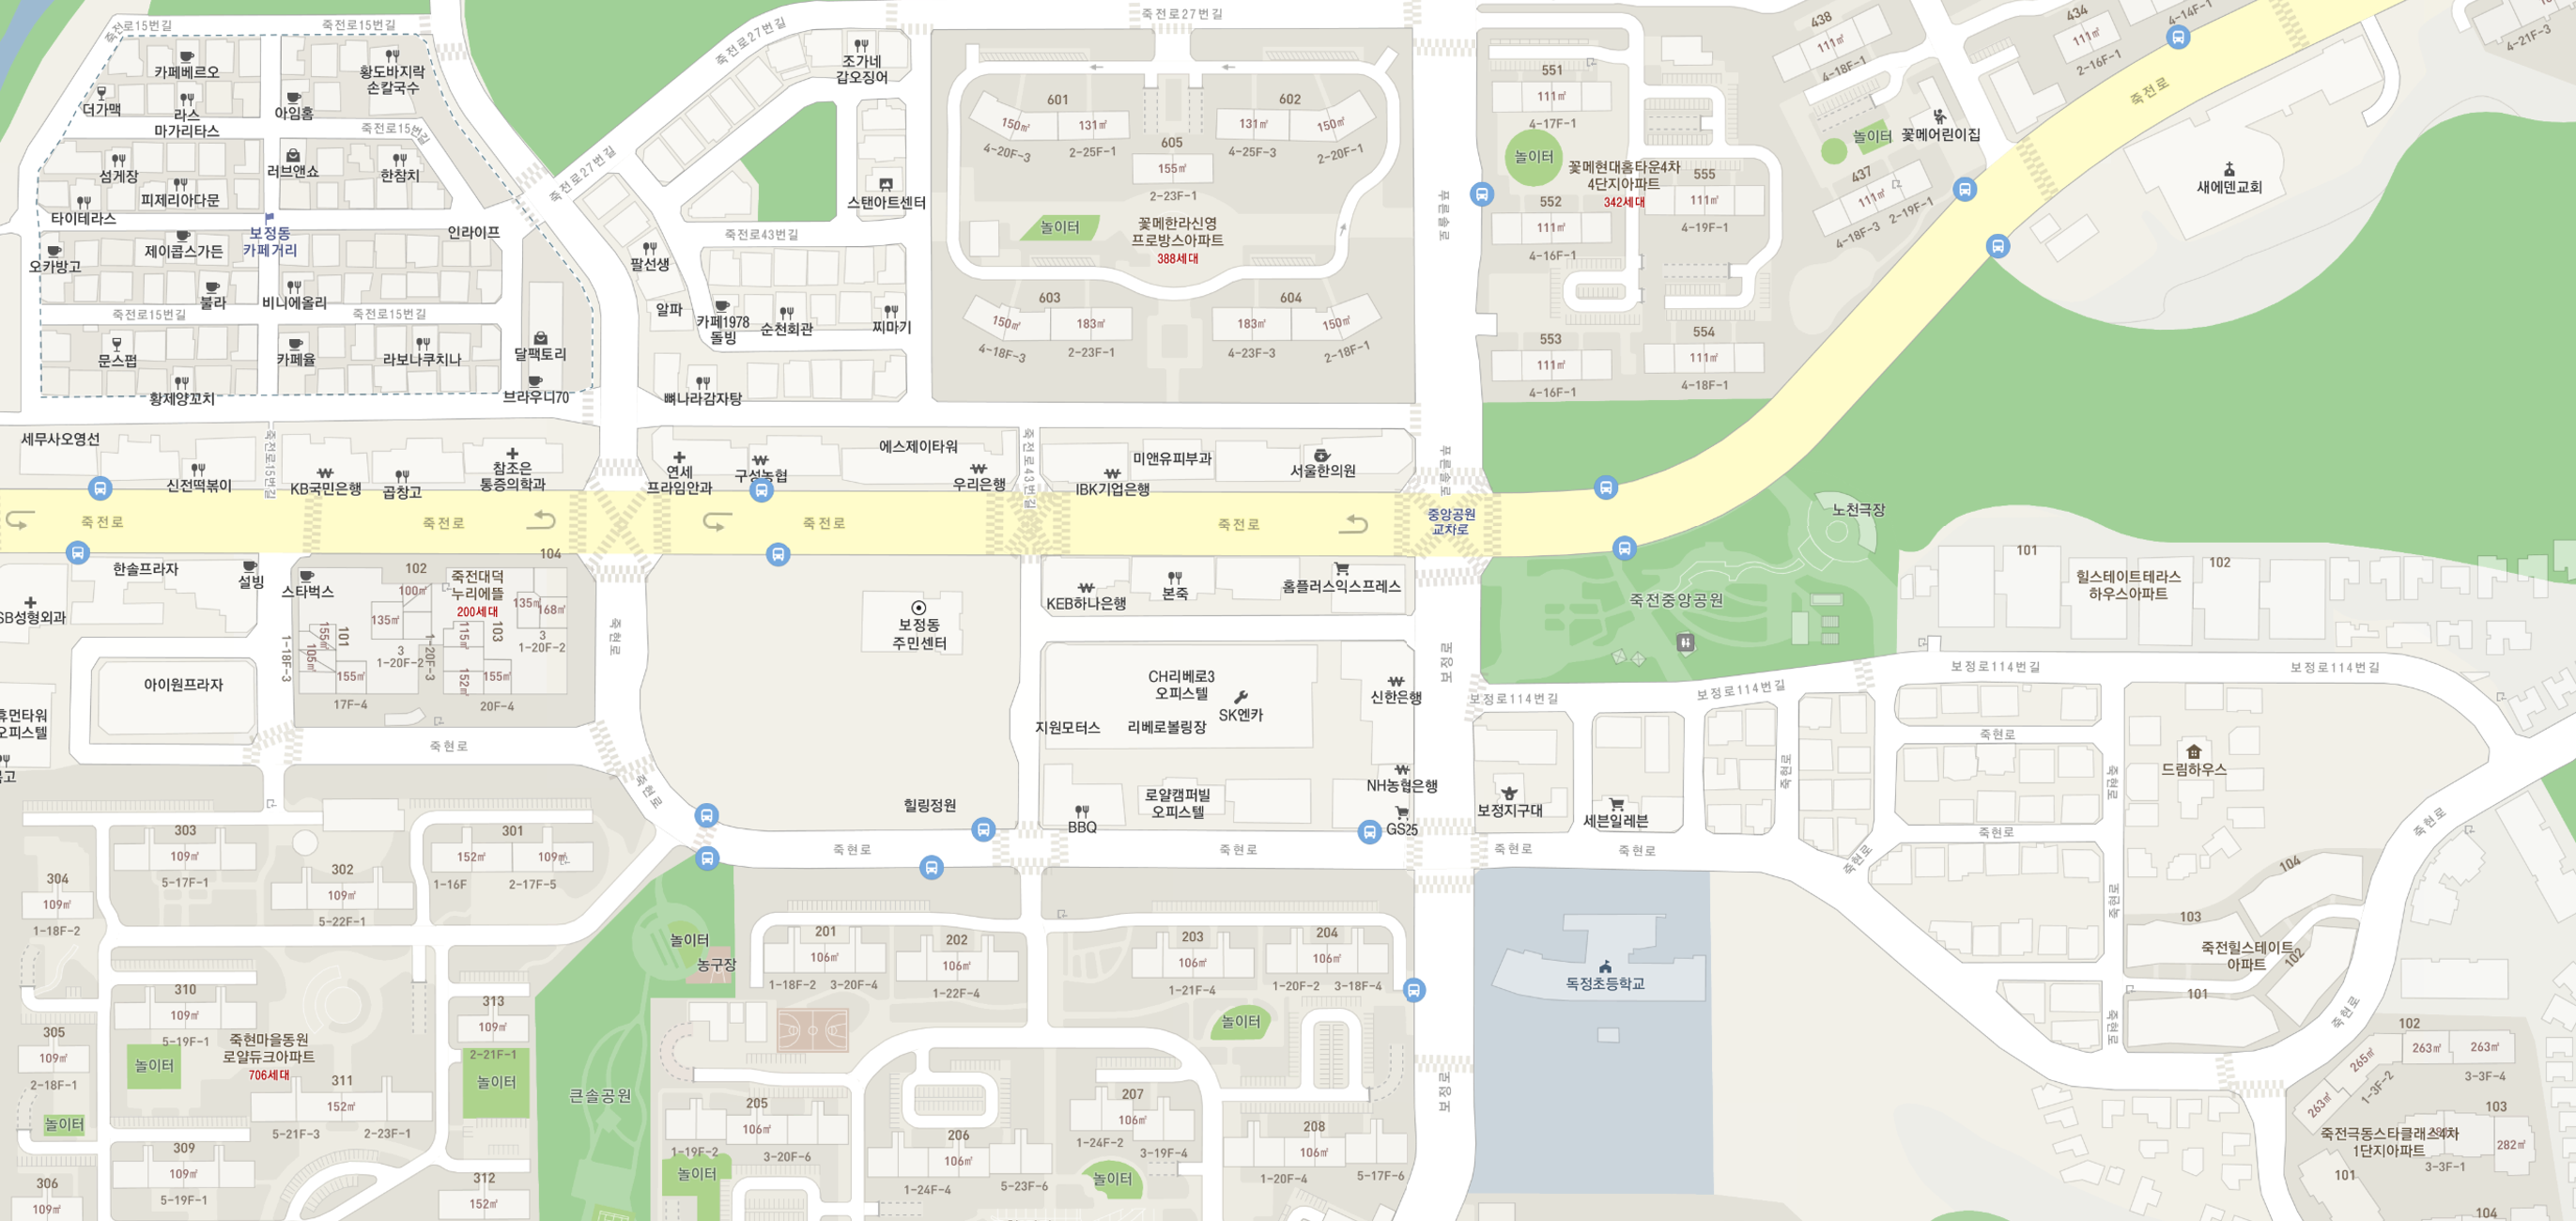 죽전로15번길
죽전로15번길
죽전로27번길
죽전로27번길
카페베르오
황도바지락
손칼국수
조가네
갑오징어
더가맥
라스
마가리타스
아임홈
죽전로15번길
섬게장
러브앤쇼
한참치
피제리아다문
타이테라스
죽전로27번길
스탠아트센터
보정동
카페거리
인라이프
오카방고
제이콥스가든
죽전로43번길
팔선생
불라
비니에올리
알파
카페1978
돌빙
순천회관
찌마기
죽전로15번길
죽전로15번길
문스펍
카페율
라보나쿠치나
달팩토리
황제양꼬치
브라우니70
뼈나라감자탕
601
602
150㎡
131㎡
131㎡
150㎡
4-20F-3
2-25F-1
605
4-25F-3
2-20F-1
155㎡
2-23F-1
놀이터
꽃메한라신영
프로방스아파트
388세대
603
604
150㎡
183㎡
183㎡
150㎡
4-18F-3
2-23F-1
4-23F-3
2-18F-1
푸른솔로
551
111㎡
4-17F-1
놀이터
꽃메현대홈타운4차
4단지아파트
342세대
555
111㎡
4-19F-1
552
111㎡
4-16F-1
553
111㎡
4-16F-1
554
111㎡
4-18F-1
438
111㎡
4-18F-1
434
111㎡
2-16F-1
4-14F-1
4-21F-3
놀이터
꽃메어린이집
437
111㎡
4-18F-3
2-19F-1
죽전로
새에덴교회
세무사오영선
신전떡볶이
죽전로15번길
KB국민은행
곱창고
참조은
통증의학과
연세
프라임안과
구성농협
에스제이타워
우리은행
죽전로43번길
IBK기업은행
미앤유피부과
서울한의원
푸른솔로
죽전로
죽전로
죽전로
죽전로
중앙공원
교차로
노천극장
한솔프라자
설빙
스타벅스
SB성형외과
102
104
죽전대덕
누리에뜰
200세대
100㎡
135㎡
135㎡
168㎡
155㎡
105㎡
101
115㎡
103
3
1-20F-2
3
1-20F-2
1-18F-3
1-20F-3
155㎡
152㎡
155㎡
17F-4
20F-4
아이원프라자
휴먼타워
오피스텔
죽현로
죽현로
죽현로
보정동
주민센터
KEB하나은행
본죽
홈플러스익스프레스
CH리베로3
오피스텔
SK엔카
지원모터스
리베로볼링장
신한은행
보정로
NH농협은행
힐링정원
BBQ
로얄캠퍼빌
오피스텔
GS25
죽전중앙공원
보정로114번길
보정로114번길
보정로114번길
보정로114번길
101
102
힐스테이트테라스
하우스아파트
보정지구대
세븐일레븐
죽현로
죽현로
죽현로
죽현로
드림하우스
죽현로
죽현로
죽현로
죽현로
죽현로
죽현로
죽현로
죽현로
303
109㎡
5-17F-1
301
152㎡
109㎡
1-16F
2-17F-5
302
109㎡
5-22F-1
304
109㎡
1-18F-2
310
109㎡
5-19F-1
313
109㎡
2-21F-1
305
109㎡
2-18F-1
놀이터
죽현마을동원
로얄듀크아파트
706세대
놀이터
311
152㎡
5-21F-3
2-23F-1
놀이터
309
109㎡
5-19F-1
306
109㎡
312
152㎡
놀이터
농구장
큰솔공원
201
106㎡
1-18F-2
3-20F-4
202
106㎡
1-22F-4
203
106㎡
1-21F-4
204
106㎡
1-20F-2
3-18F-4
놀이터
205
106㎡
1-19F-2
3-20F-6
놀이터
206
106㎡
1-24F-4
5-23F-6
207
106㎡
1-24F-2
3-19F-4
놀이터
208
106㎡
1-20F-4
5-17F-6
보정로
독정초등학교
104
103
죽전힐스테이트
아파트
102
101
죽현로
102
263㎡
263㎡
265㎡
263㎡
1-3F-2
3-3F-4
103
죽전극동스타클래스4차
1단지아파트
282㎡
3-3F-1
101
104